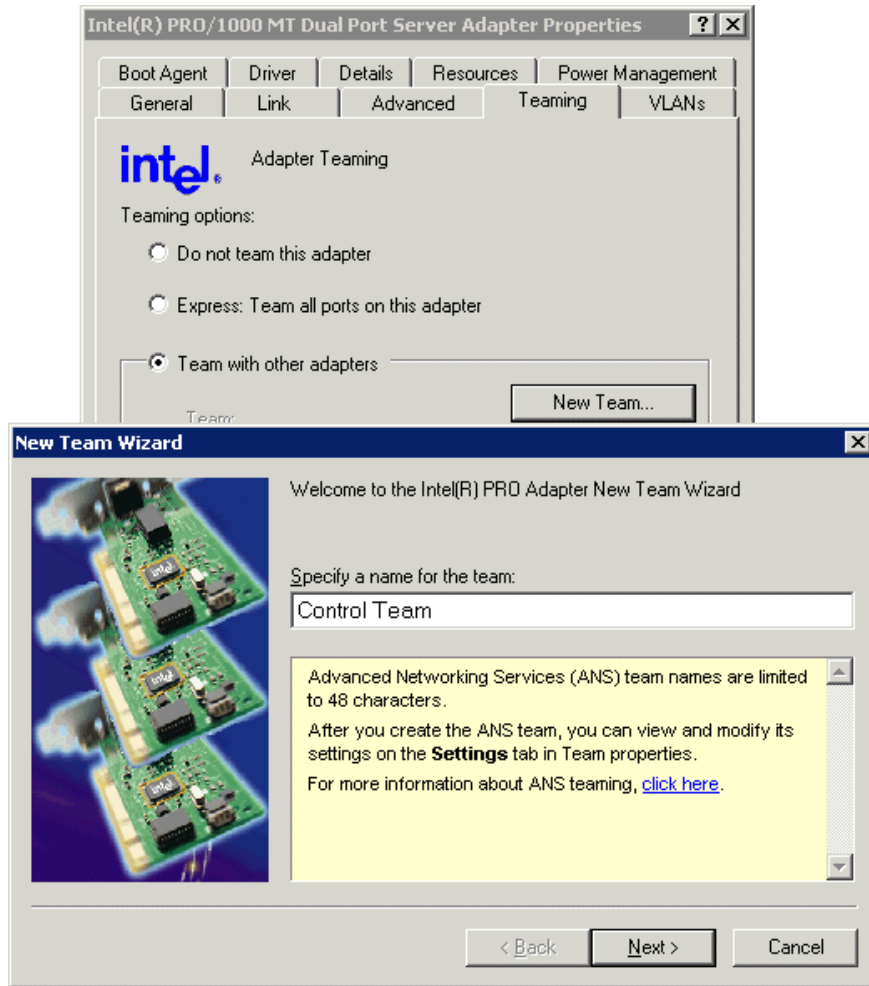 Intel(R) PRO/1000 MT Dual Port Server Adapter Properties
Boot Agent Driver Details Resources Power Management
General Link Advanced Teaming VLANs
intel® Adapter Teaming
Teaming options:
Do not team this adapter
Express: Team all ports on this adapter
Team with other adapters
New Team...
Team:
New Team Wizard
Welcome to the Intel(R) PRO Adapter New Team Wizard
Specify a name for the team:
Control Team
Advanced Networking Services (ANS) team names are limited
to 48 characters.
After you create the ANS team, you can view and modify its
settings on the Settings tab in Team properties.
For more information about ANS teaming, click here.
< Back Next > Cancel